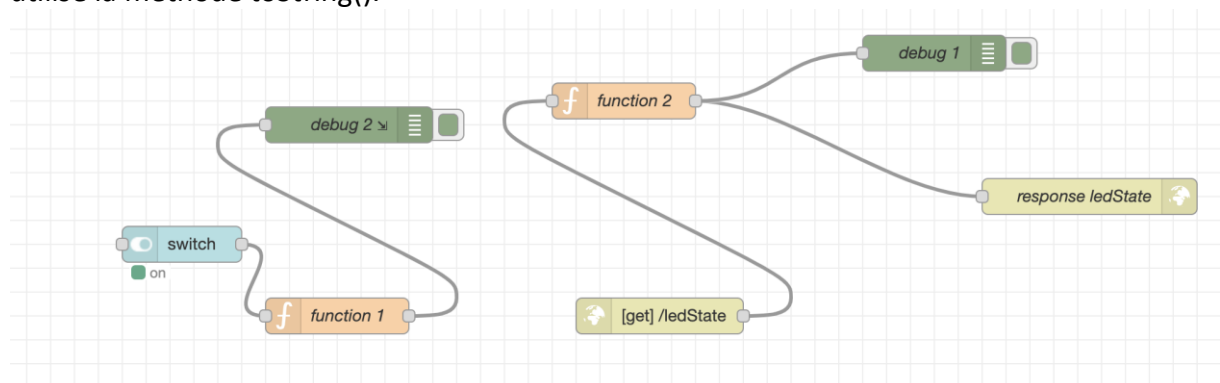 utilise la méthode toString().
debug 1
function 2
debug 2
response ledState
switch
on
function 1
[get] /ledState